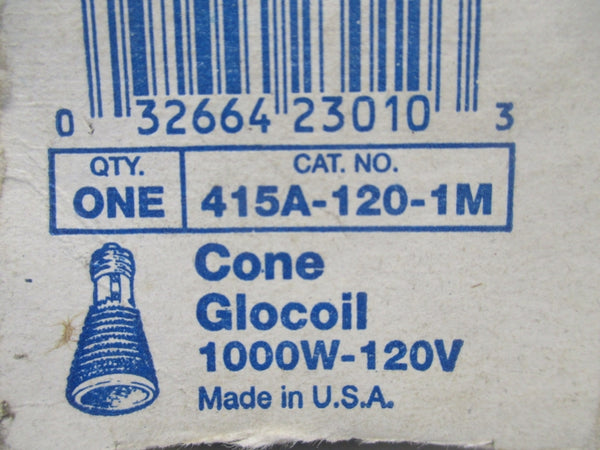 0 32664 23010 3
QTY. CAT. NO.
ONE 415A-120-1M
Cone
Glocoil
1000W-120V
Made in U.S.A.